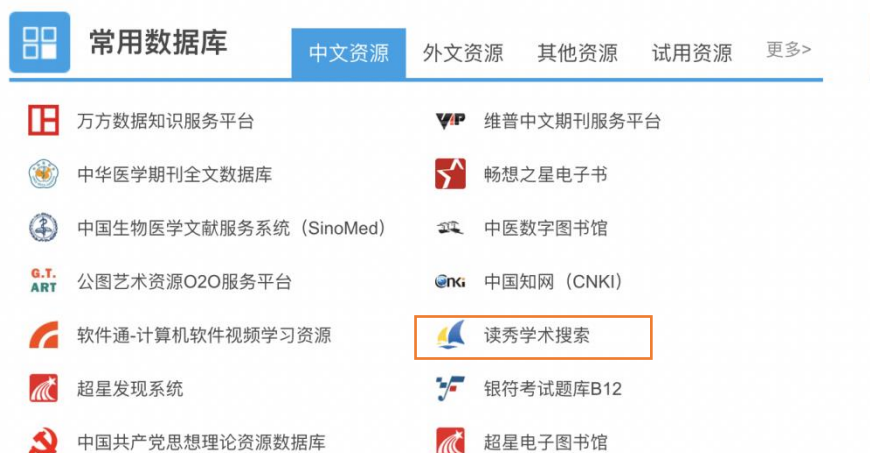 常用数据库
中文资源 外文资源 其他资源 试用资源 更多>
万方数据知识服务平台 VIP 维普中文期刊服务平台
中华医学期刊全文数据库 畅想之星电子书
中国生物医学文献服务系统（SinoMed） 中医数字图书馆
G.T. ART 公图艺术资源O2O服务平台 cnki 中国知网（CNKI）
软件通-计算机软件视频学习资源 读秀学术搜索
超星发现系统 银符考试题库B12
中国共产党思想理论资源数据库 超星电子图书馆